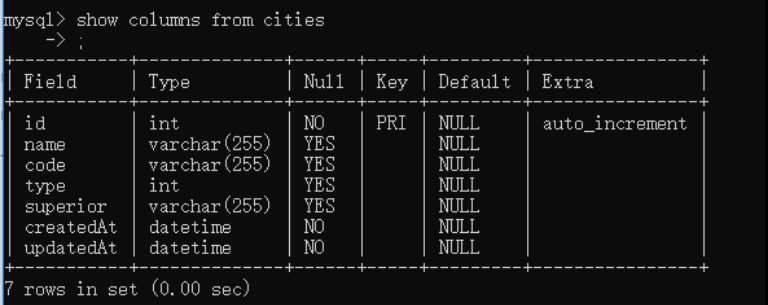 mysql> show columns from cities
    -> ;
+-----------+--------------+------+-----+---------+----------------+
| Field     | Type         | Null | Key | Default | Extra          |
+-----------+--------------+------+-----+---------+----------------+
| id        | int          | NO   | PRI | NULL    | auto_increment |
| name      | varchar(255) | YES  |     | NULL    |                |
| code      | varchar(255) | YES  |     | NULL    |                |
| type      | int          | YES  |     | NULL    |                |
| superior  | varchar(255) | YES  |     | NULL    |                |
| createdAt | datetime     | NO   |     | NULL    |                |
| updatedAt | datetime     | NO   |     | NULL    |                |
+-----------+--------------+------+-----+---------+----------------+
7 rows in set (0.00 sec)